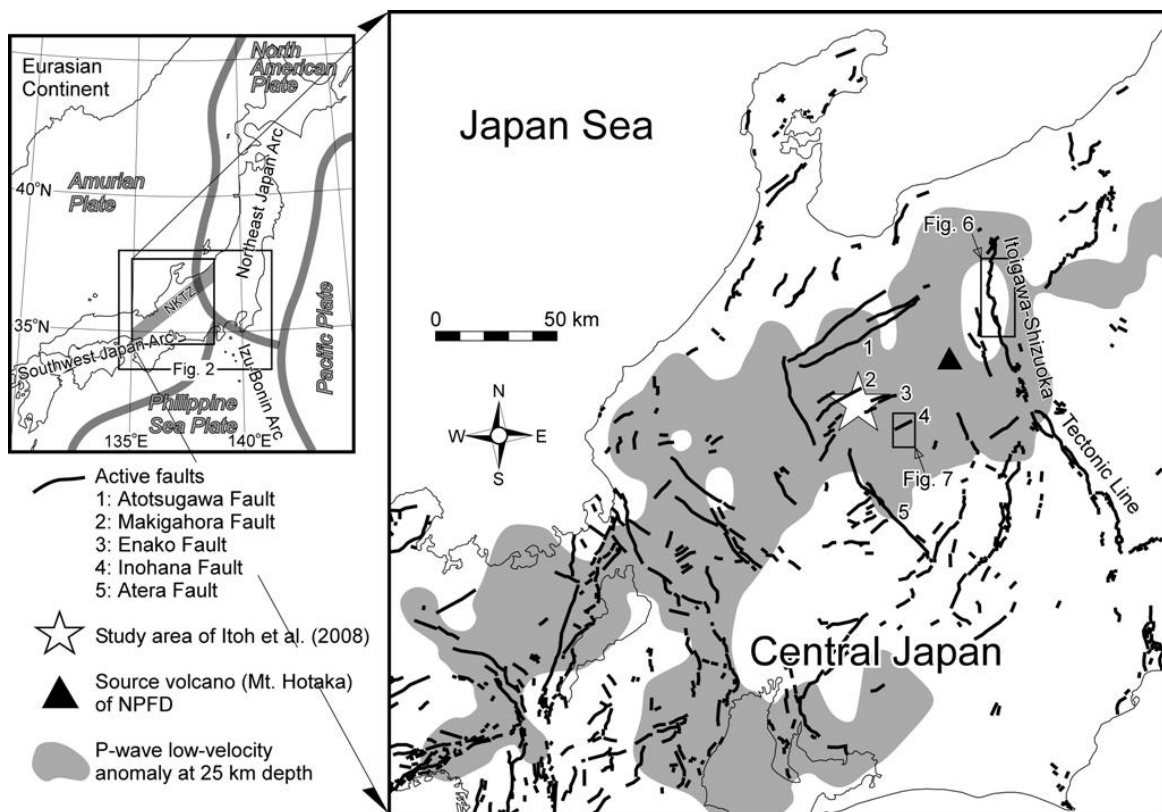 Eurasian
Continent
North
American
Plate
Amurian
Plate
40°N
Northeast Japan Arc
NKTZ
35°N
Southwest Japan Arc
Fig. 2
Izu-Bonin Arc
Pacific Plate
Philippine
Sea Plate
135°E
140°E
Active faults
1: Atotsugawa Fault
2: Makigahora Fault
3: Enako Fault
4: Inohana Fault
5: Atera Fault
Study area of Itoh et al. (2008)
Source volcano (Mt. Hotaka)
of NPFD
P-wave low-velocity
anomaly at 25 km depth
Japan Sea
0 50 km
N
W E
S
Fig. 6
Itoigawa-Shizuoka
Tectonic Line
1
2
3
4
Fig. 7
5
Central Japan